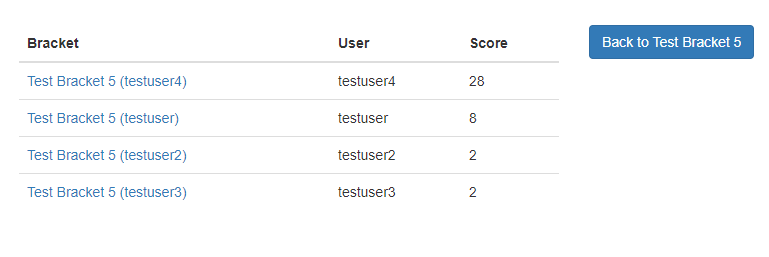 Bracket User Score
Back to Test Bracket 5
Test Bracket 5 (testuser4) testuser4 28
Test Bracket 5 (testuser) testuser 8
Test Bracket 5 (testuser2) testuser2 2
Test Bracket 5 (testuser3) testuser3 2